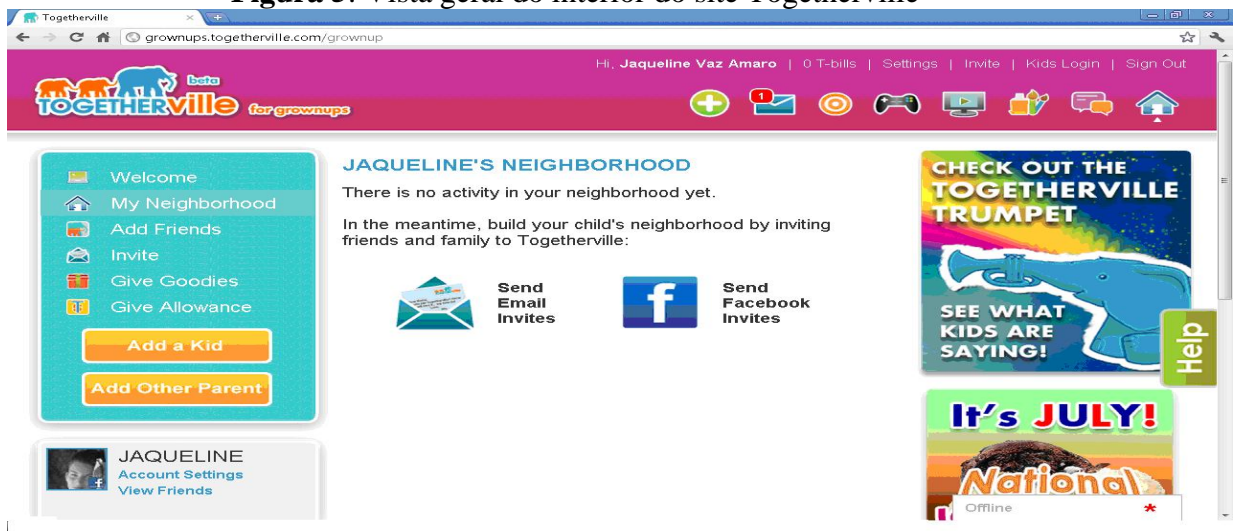 Figura 3: Vista geral do interior do site Togetherville
Togetherville
grownups.togetherville.com/grownup
Hi, Jaqueline Vaz Amaro | 0 T-bills | Settings | Invite | Kids Login | Sign Out
beta
TOGETHERville for grownups
1
Welcome
My Neighborhood
Add Friends
Invite
Give Goodies
Give Allowance
Add a Kid
Add Other Parent
JAQUELINE
Account Settings
View Friends
JAQUELINE'S NEIGHBORHOOD
There is no activity in your neighborhood yet.
In the meantime, build your child's neighborhood by inviting
friends and family to Togetherville:
Send
Email
Invites
f
Send
Facebook
Invites
CHECK OUT THE
TOGETHERVILLE
TRUMPET
SEE WHAT
KIDS ARE
SAYING!
Help
It's JULY!
National
Offline